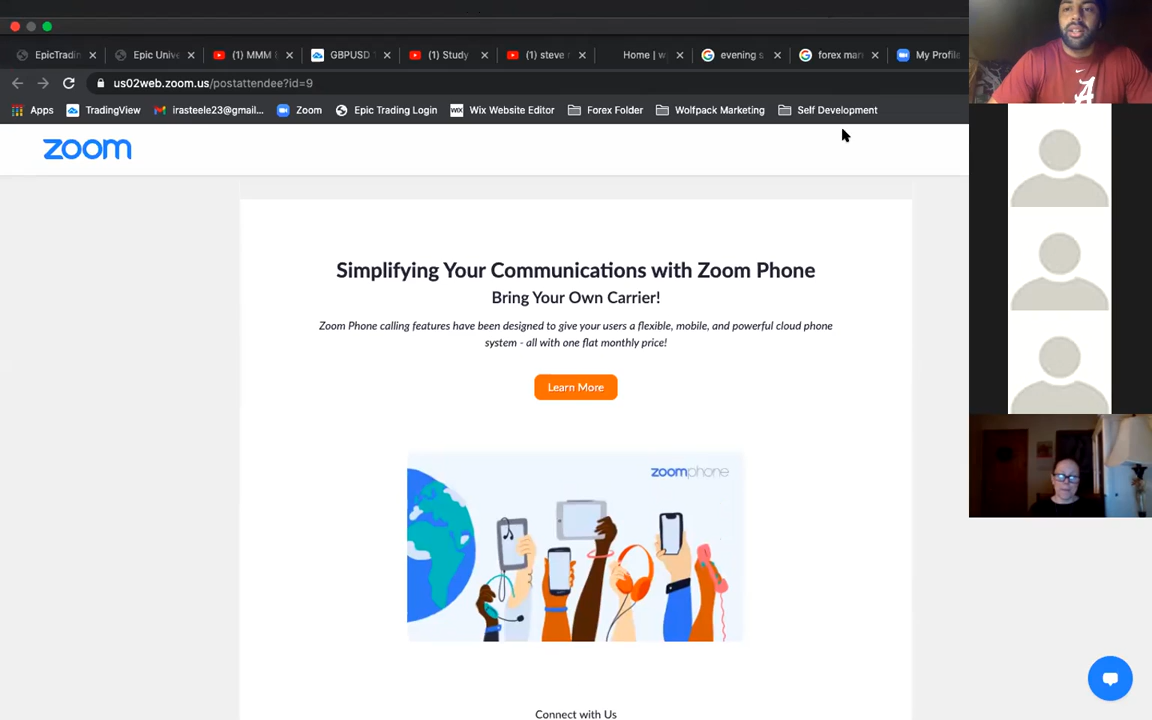 EpicTradin
Epic Unive
(1) MMM
GBPUSD
(1) Study
(1) steve
Home | w
evening s
forex mar
My Profile
us02web.zoom.us/postattendee?id=9
Apps
TradingView
irasteele23@gmail...
Zoom
Epic Trading Login
WIX
Wix Website Editor
Forex Folder
Wolfpack Marketing
Self Development
zoom
Simplifying Your Communications with Zoom Phone
Bring Your Own Carrier!
Zoom Phone calling features have been designed to give your users a flexible, mobile, and powerful cloud phone
system - all with one flat monthly price!
Learn More
zoomphone
Connect with Us
A